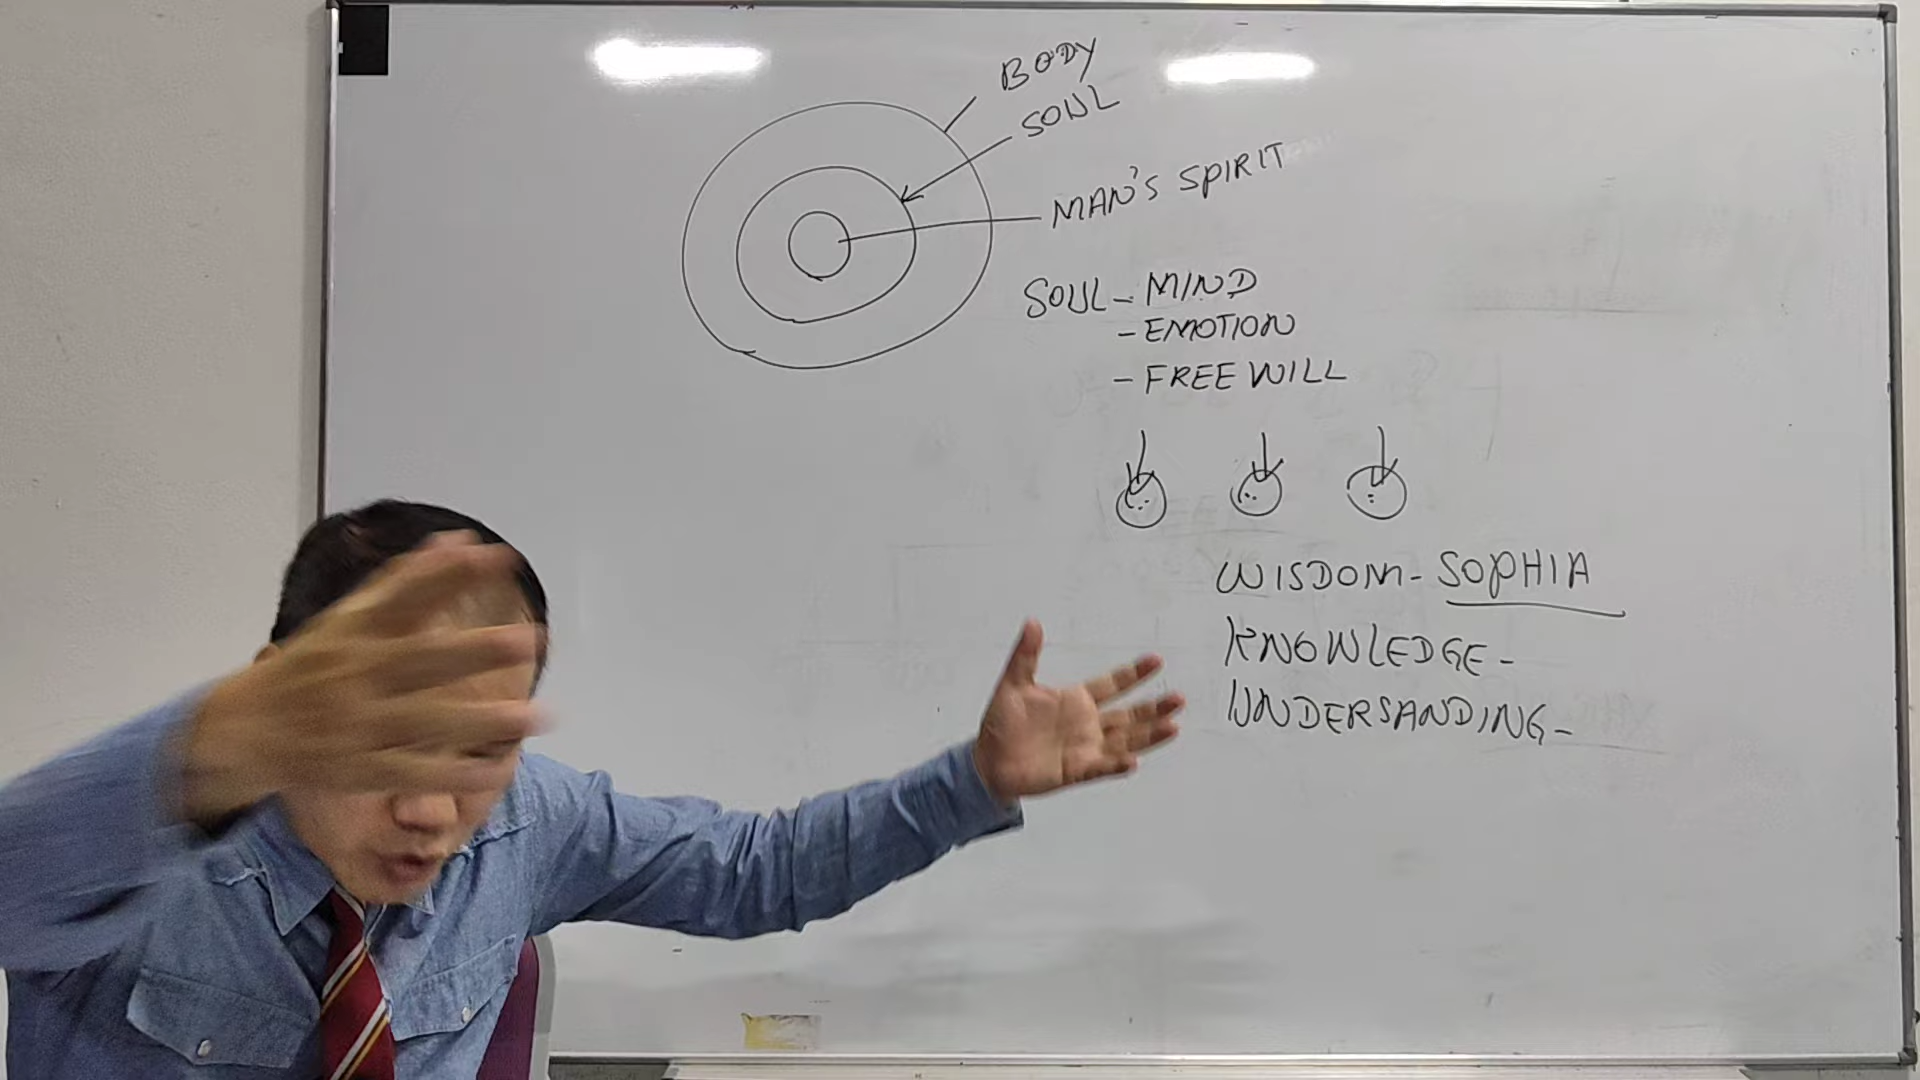 BODY
SOUL
MAN'S SPIRIT
SOUL - MIND
- EMOTION
- FREE WILL
WISDOM - SOPHIA
KNOWLEDGE -
UNDERSANDING -